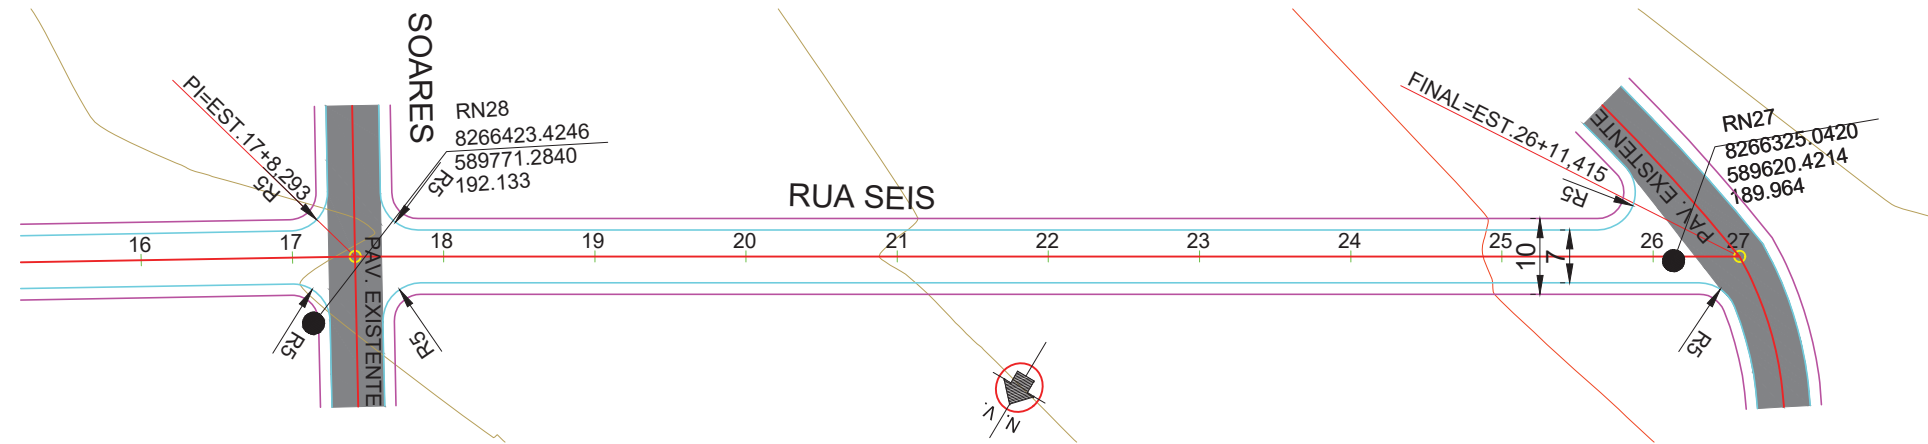 SOARES
PI=EST.17+8,293
R5
RN28
8266423.4246
589771.2840
192.133
R5
FINAL=EST.26+11,415
R5
PAV. EXISTENTE
RN27
8266325.0420
589620.4214
189.964
RUA SEIS
16
17
18
19
20
21
22
23
24
25
26
27
10
7
PAV. EXISTENTE
R5
R5
R5
N. V.